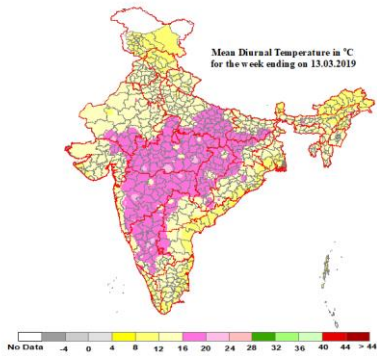 Mean Diurnal Temperature in °C
for the week ending on 13.03.2019
No Data -4 0 4 8 12 16 20 24 28 32 36 40 44 > 44